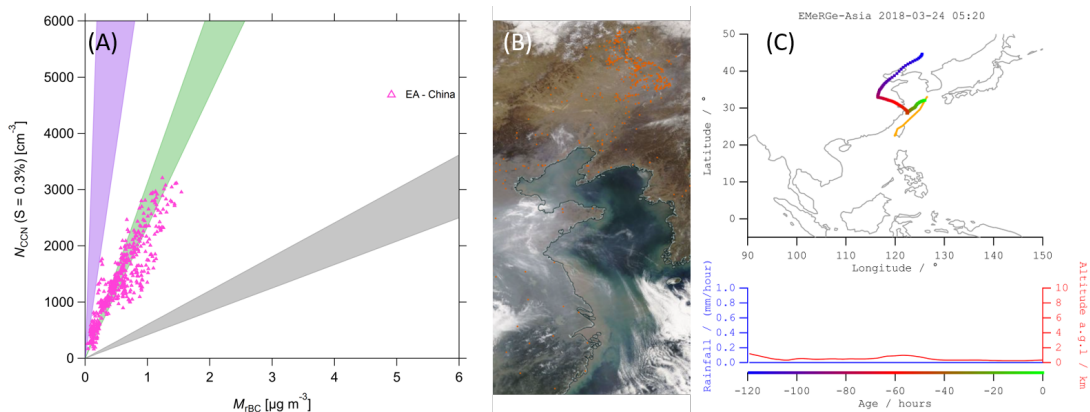 (A)
6000
5000
4000
3000
2000
1000
0
N_CCN (S = 0.3%) [cm⁻³]
EA - China
0 1 2 3 4 5 6
M_rBC [µg m⁻³]
(B)
EMeRGe-Asia 2018-03-24 05:20
(C)
50
40
30
20
10
0
Latitude / °
90 100 110 120 130 140 150
Longitude / °
1.0
0.8
0.6
0.4
0.2
0.0
Rainfall / (mm/hour)
10
8
6
4
2
0
Altitude a.g.l / km
-120 -100 -80 -60 -40 -20 0
Age / hours